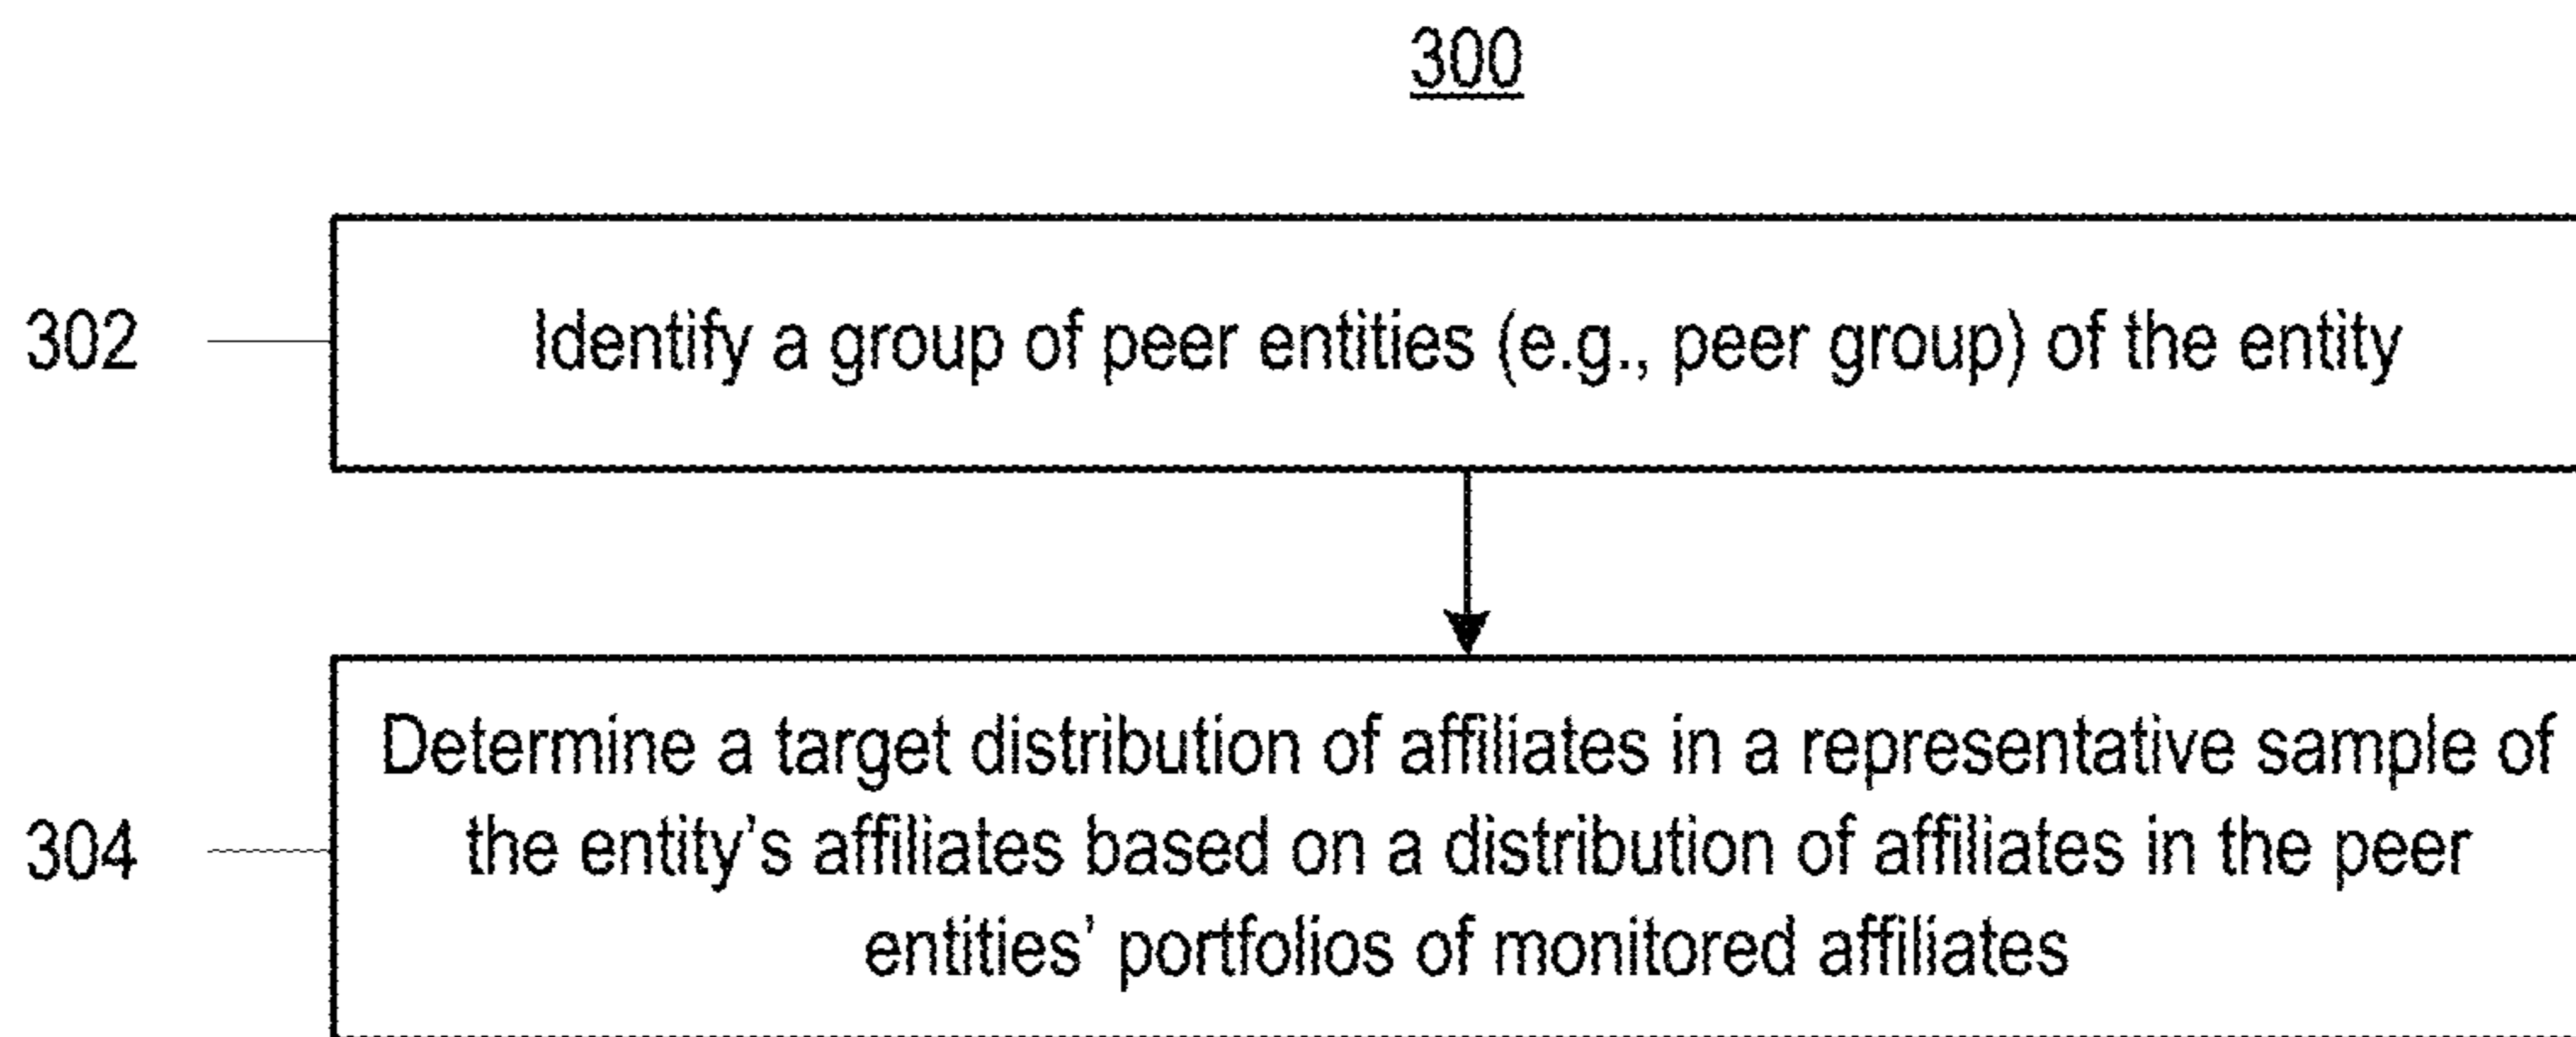 300
302
Identify a group of peer entities (e.g., peer group) of the entity
304
Determine a target distribution of affiliates in a representative sample of
the entity’s affiliates based on a distribution of affiliates in the peer
entities’ portfolios of monitored affiliates